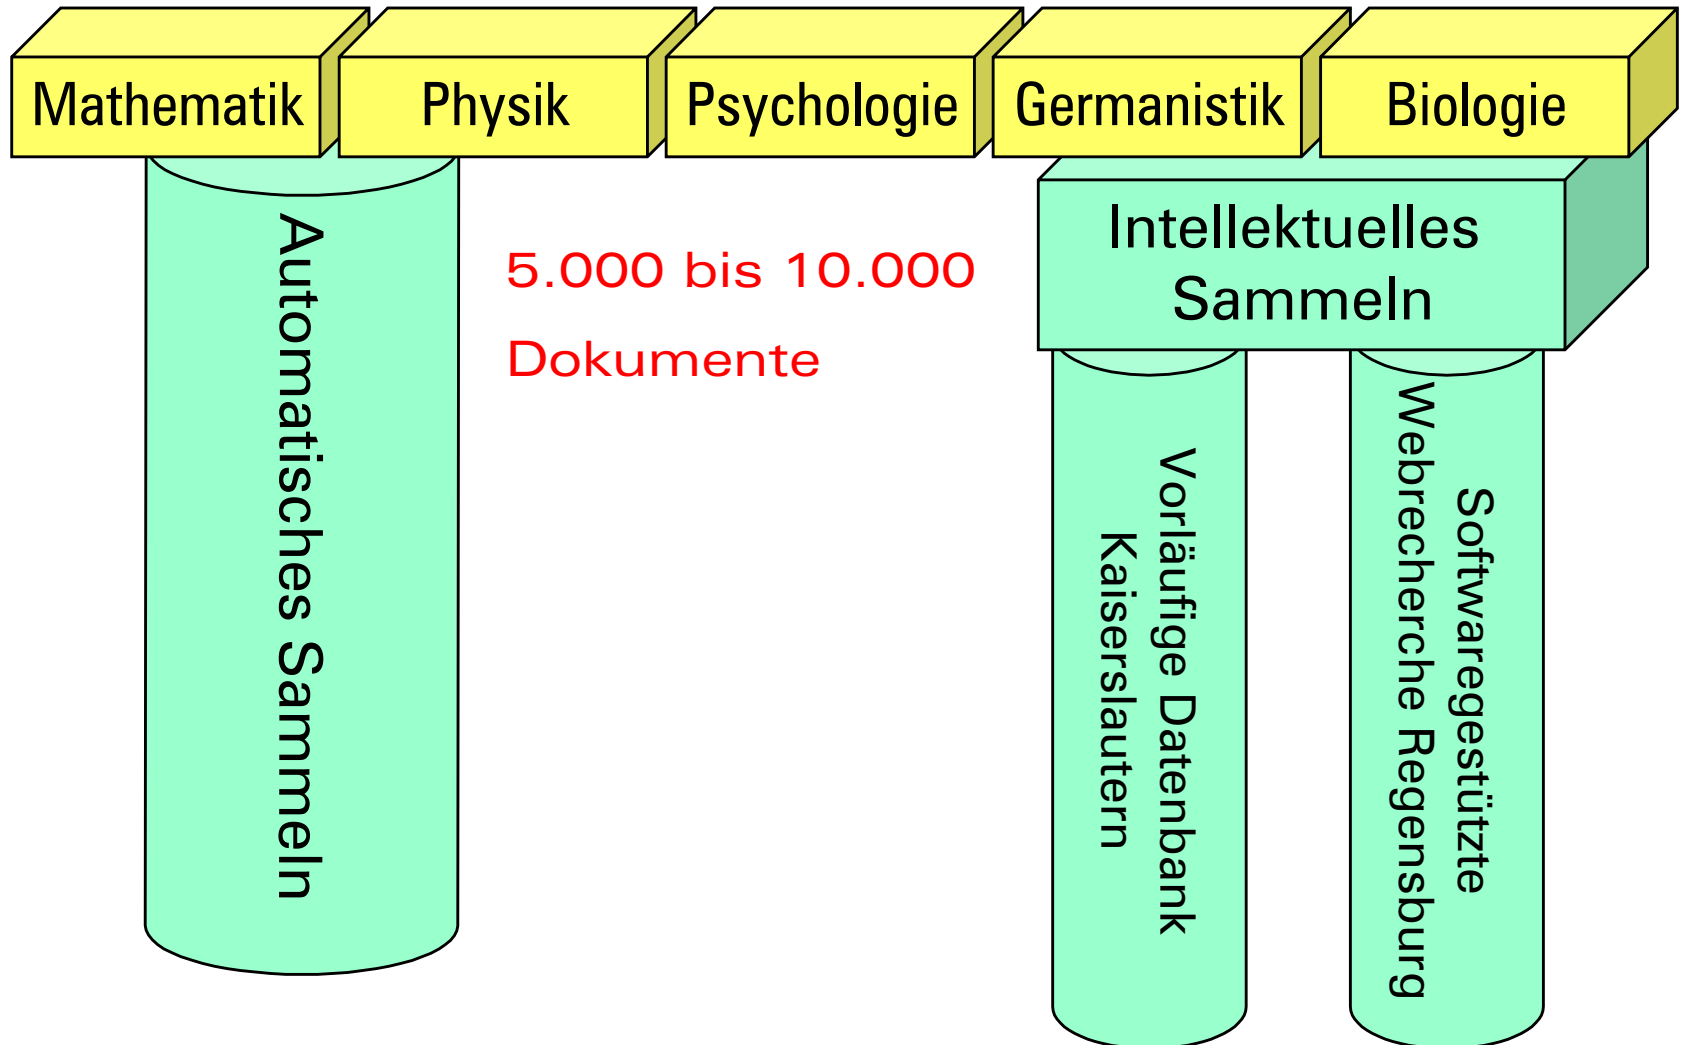 Mathematik
Physik
Psychologie
Germanistik
Biologie
Automatisches Sammeln
5.000 bis 10.000
Dokumente
Intellektuelles
Sammeln
Vorläufige Datenbank
Kaiserslautern
Softwaregestützte
Webrecherche Regensburg